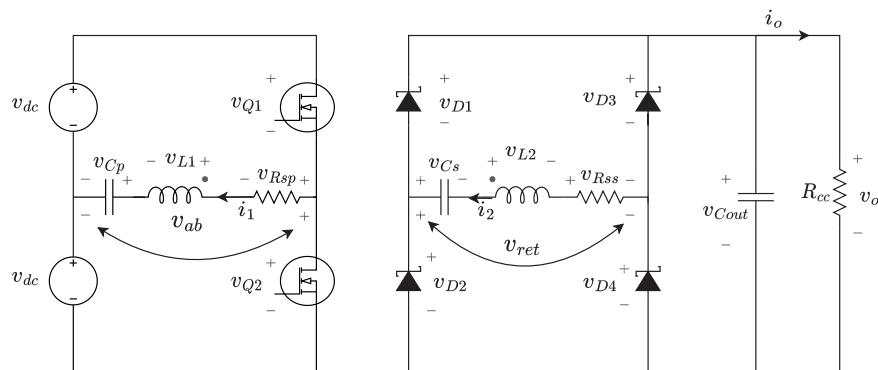 i_o
+ + + +
v_dc v_Q1 v_D1 v_D3
− − − −
v_Cp − v_L1 + − v_Rsp + v_Cs + v_L2 − + v_Rss − +
− + − + R_cc v_o
− v_ab i_1 + + i_2 − v_Cout −
v_ret −
+ + +
v_dc v_Q2 v_D2 v_D4
− − −